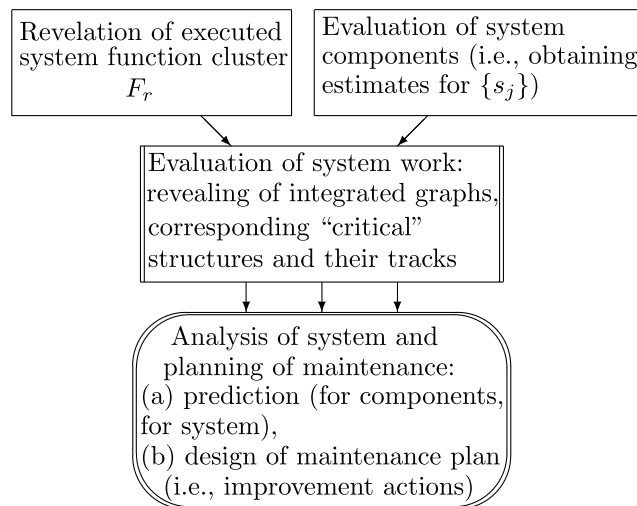 Revelation of executed
system function cluster
F_r
Evaluation of system
components (i.e., obtaining
estimates for {s_j})
Evaluation of system work:
revealing of integrated graphs,
corresponding “critical”
structures and their tracks
Analysis of system and
planning of maintenance:
(a) prediction (for components,
for system),
(b) design of maintenance plan
(i.e., improvement actions)